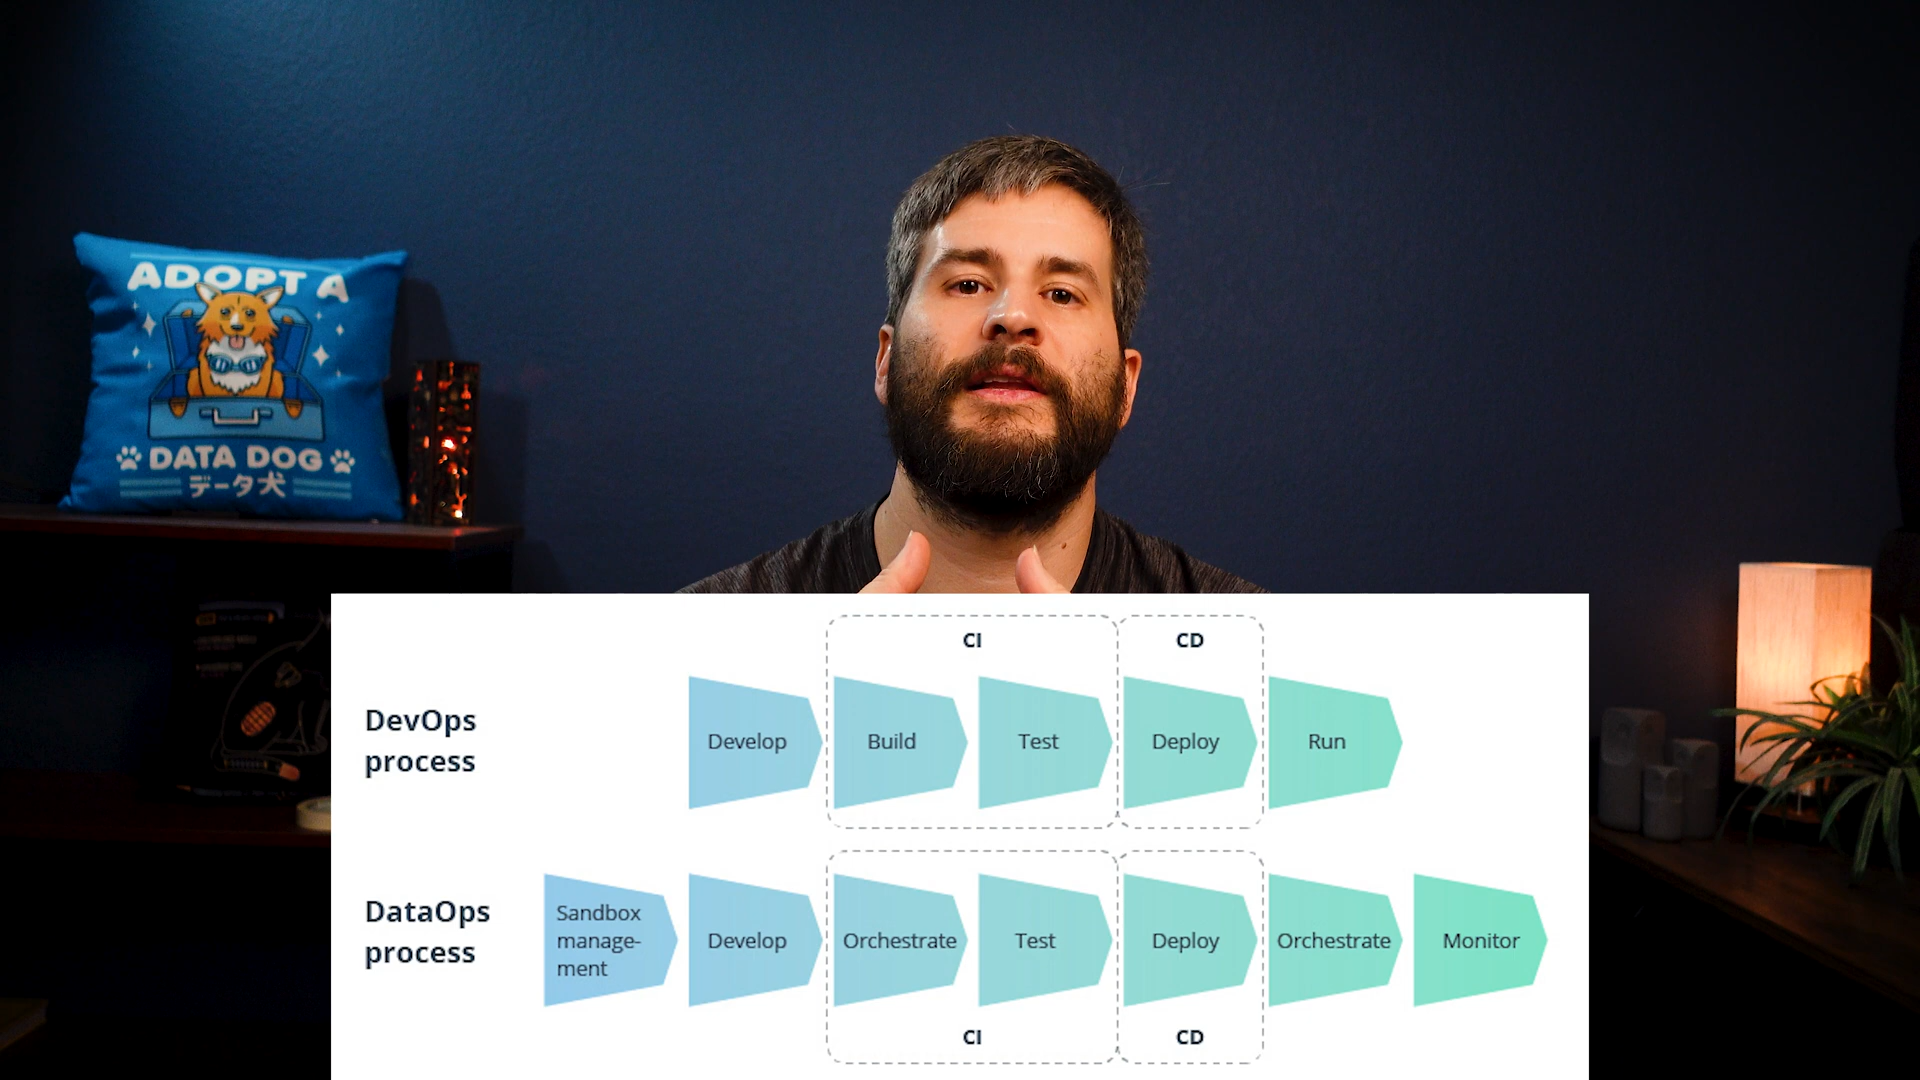 ADOPT A
DATA DOG
データ犬
CI
CD
DevOps
process
Develop
Build
Test
Deploy
Run
DataOps
process
Sandbox
manage-
ment
Develop
Orchestrate
Test
Deploy
Orchestrate
Monitor
CI
CD